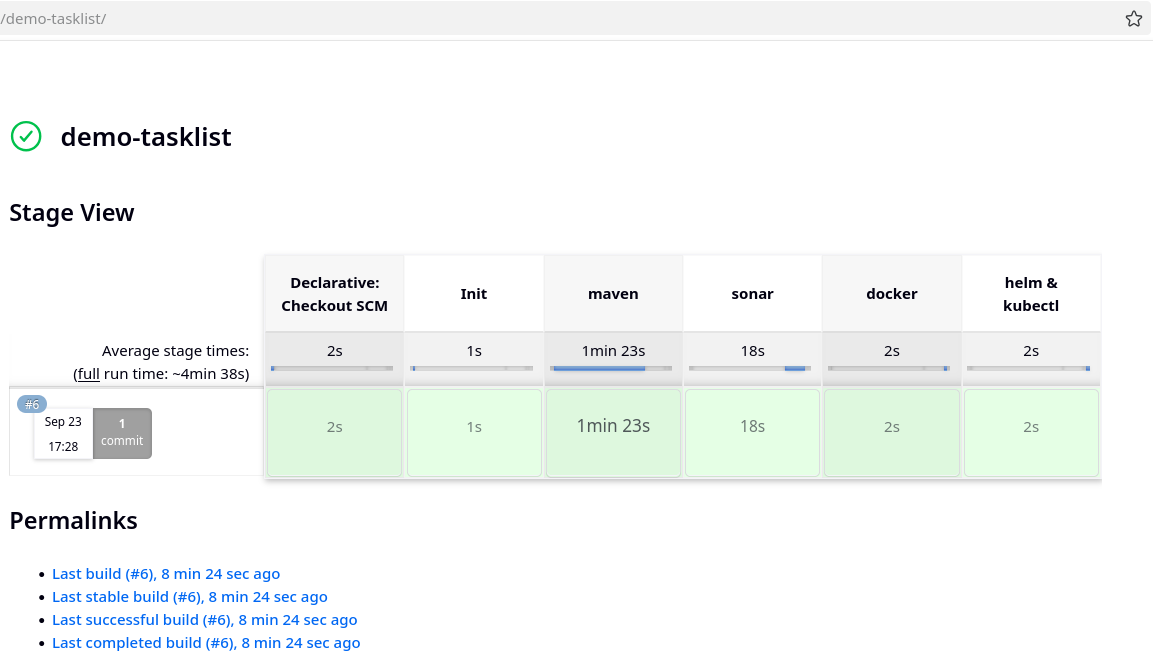 /demo-tasklist/
demo-tasklist
Stage View
Declarative:
Checkout SCM
Init
maven
sonar
docker
helm &
kubectl
Average stage times:
(full run time: ~4min 38s)
2s
1s
1min 23s
18s
2s
2s
#6
Sep 23
17:28
1
commit
2s
1s
1min 23s
18s
2s
2s
Permalinks
Last build (#6), 8 min 24 sec ago
Last stable build (#6), 8 min 24 sec ago
Last successful build (#6), 8 min 24 sec ago
Last completed build (#6), 8 min 24 sec ago